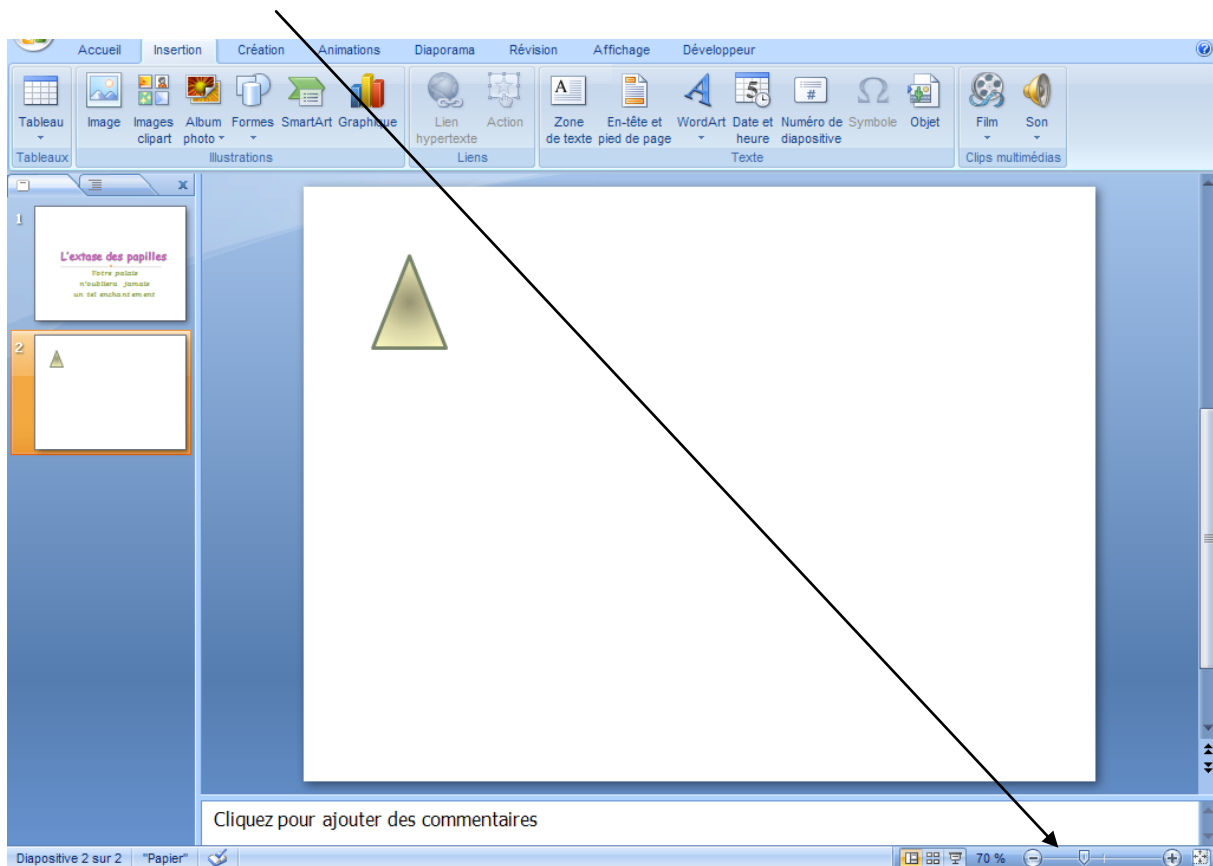 Accueil Insertion Création Animations Diaporama Révision Affichage Développeur
Tableau Image Images clipart Album photo Formes SmartArt Graphique Lien hypertexte Action Zone de texte En-tête et pied de page WordArt Date et heure Numéro de diapositive Symbole Objet Film Son
Tableaux Illustrations Liens Texte Clips multimédias
1
L'extase des papilles
Votre palais
n'oubliera jamais
un tel enchantement
2
Cliquez pour ajouter des commentaires
Diapositive 2 sur 2 "Papier" 70 %